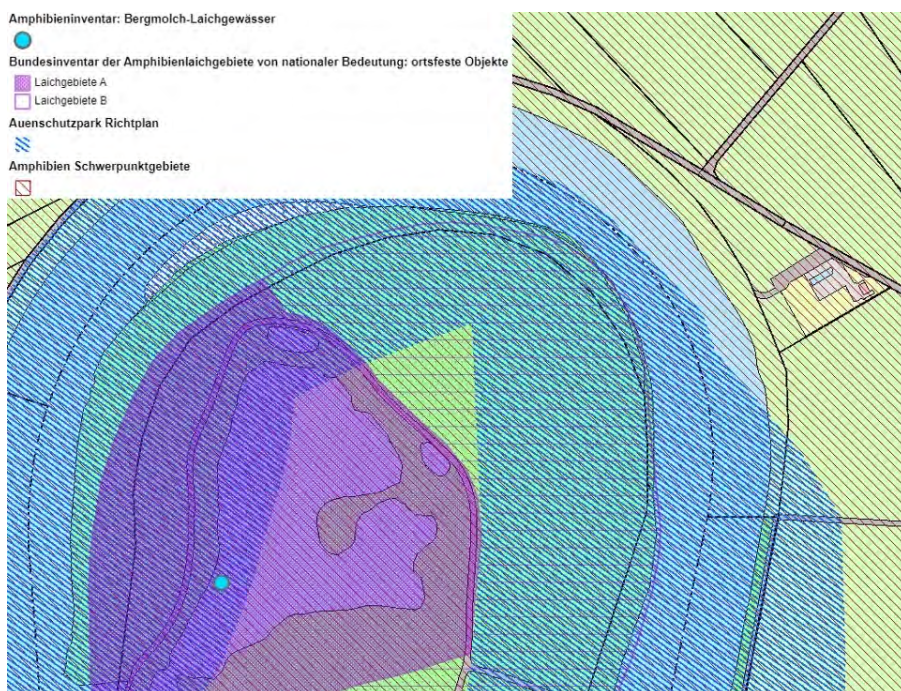 Amphibieninventar: Bergmolch-Laichgewässer
Bundesinventar der Amphibienlaichgebiete von nationaler Bedeutung: ortsfeste Objekte
Laichgebiete A
Laichgebiete B
Auenschutzpark Richtplan
Amphibien Schwerpunktgebiete